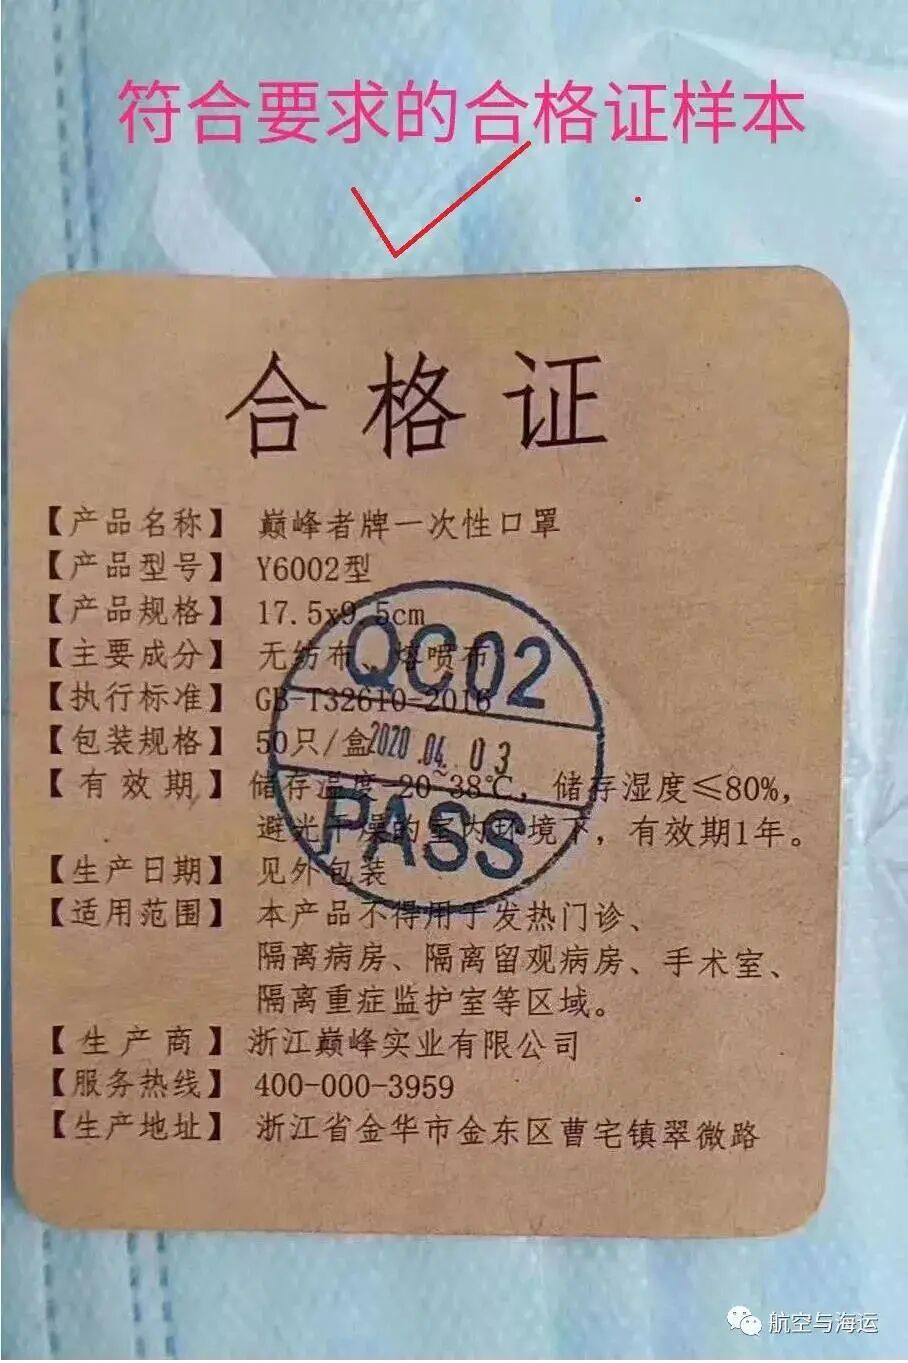 符合要求的合格证样本
合格证
【产品名称】 巅峰者牌一次性口罩
【产品型号】 Y6002型
【产品规格】 17.5x9.5cm
【主要成分】 无纺布、熔喷布
【执行标准】 GB-T32610-2016
【包装规格】 50只/盒
【有效期】 储存温度-20~38℃, 储存湿度≤80%,
避光干燥的室内环境下, 有效期1年。
【生产日期】 见外包装
【适用范围】 本产品不得用于发热门诊、
隔离病房、隔离留观病房、手术室、
隔离重症监护室等区域。
【生产商】 浙江巅峰实业有限公司
【服务热线】 400-000-3959
【生产地址】 浙江省金华市金东区曹宅镇翠微路
QC02
2020.04.03
PASS
航空与海运